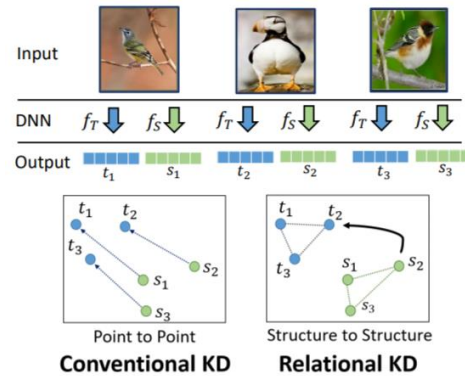 Input
DNN
f_T f_S f_T f_S f_T f_S
Output
t_1 s_1 t_2 s_2 t_3 s_3
t_1
t_2
t_3
s_1
s_2
s_3
Point to Point
Conventional KD
t_1
t_2
t_3
s_1
s_2
s_3
Structure to Structure
Relational KD